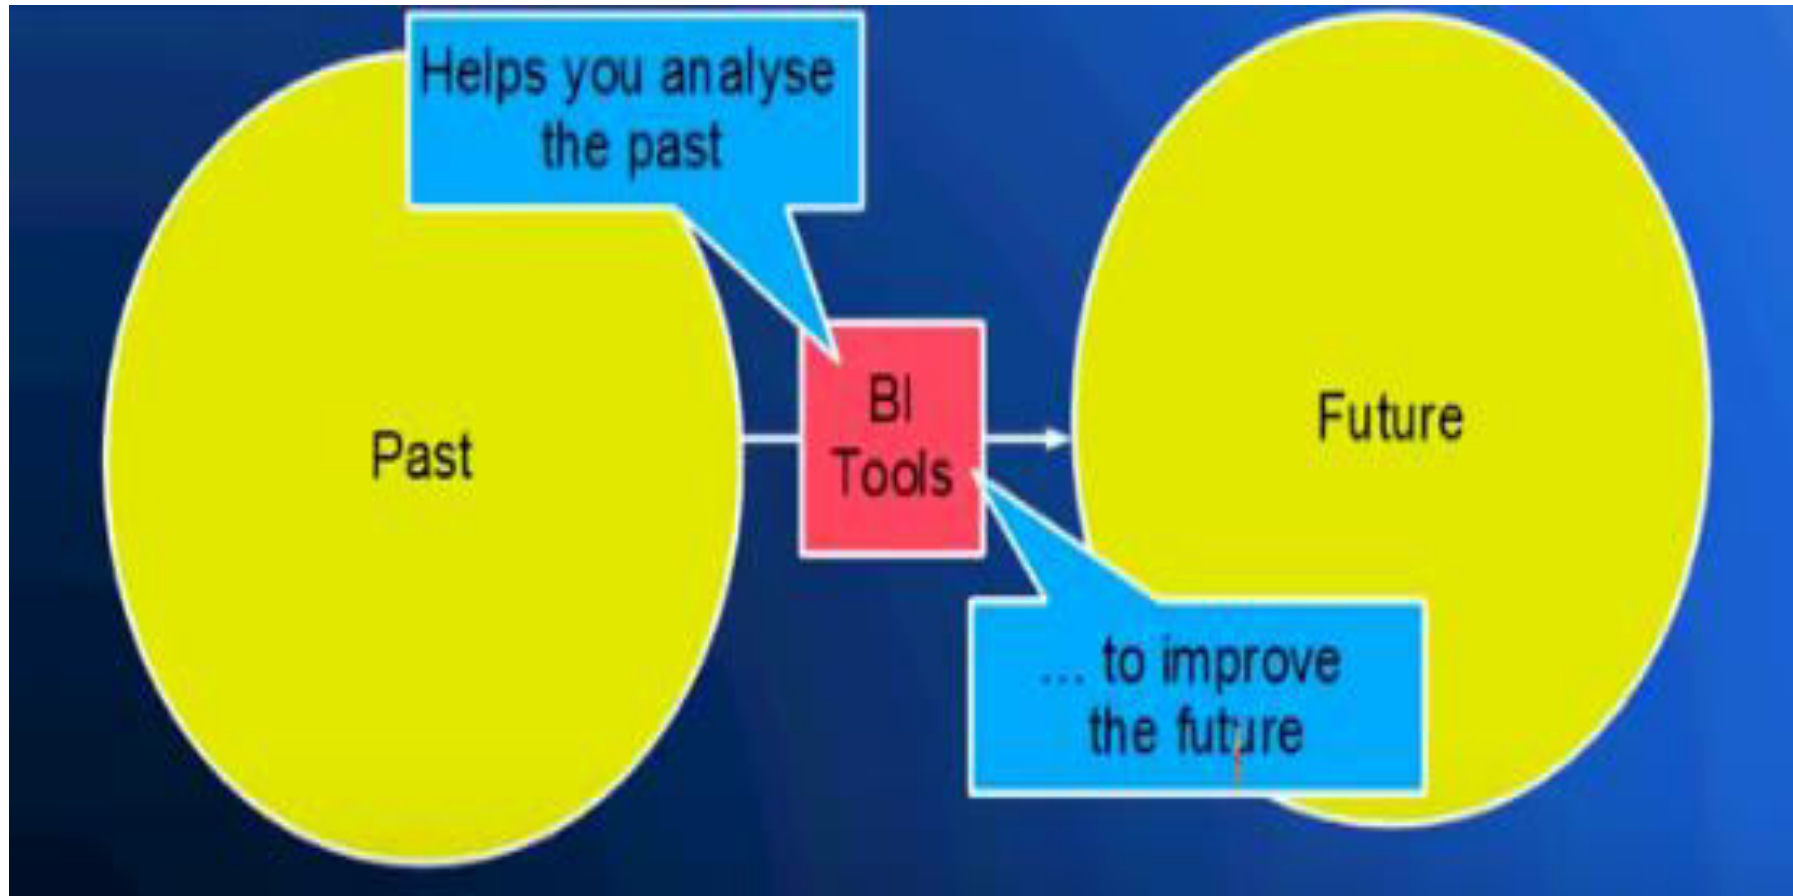 Helps you analyse
the past
Past
BI
Tools
Future
... to improve
the future